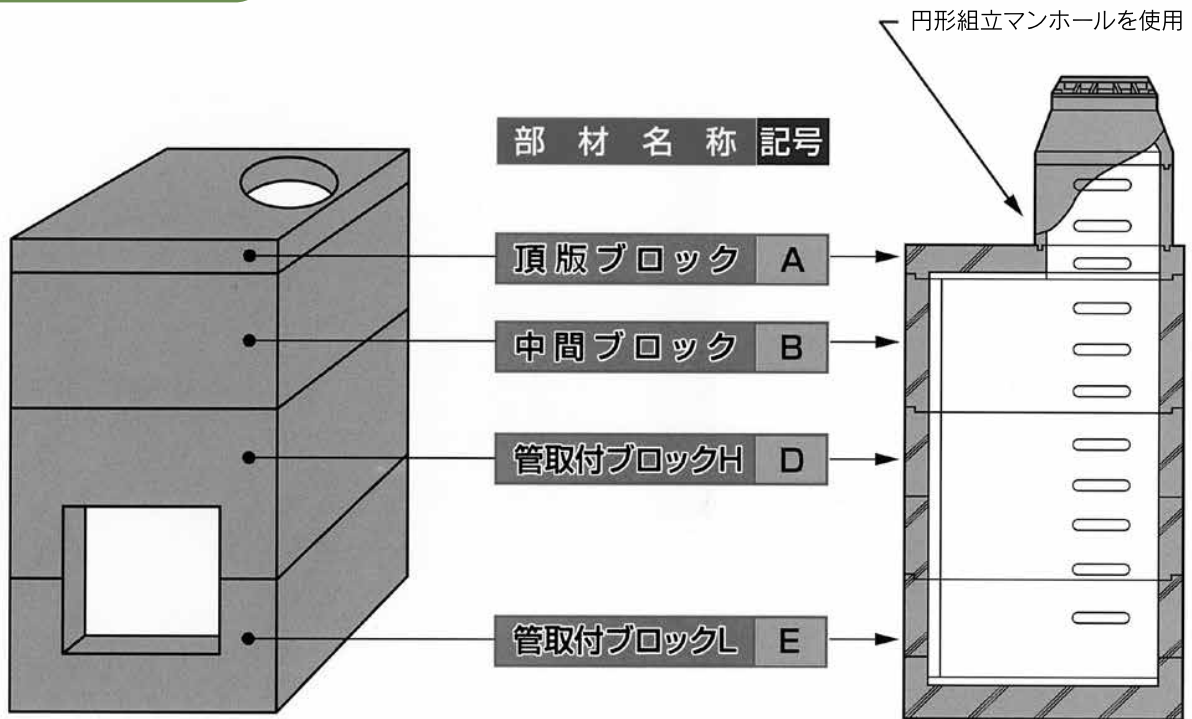 円形組立マンホールを使用
部材名称 記号
頂版ブロック A
中間ブロック B
管取付ブロックH D
管取付ブロックL E